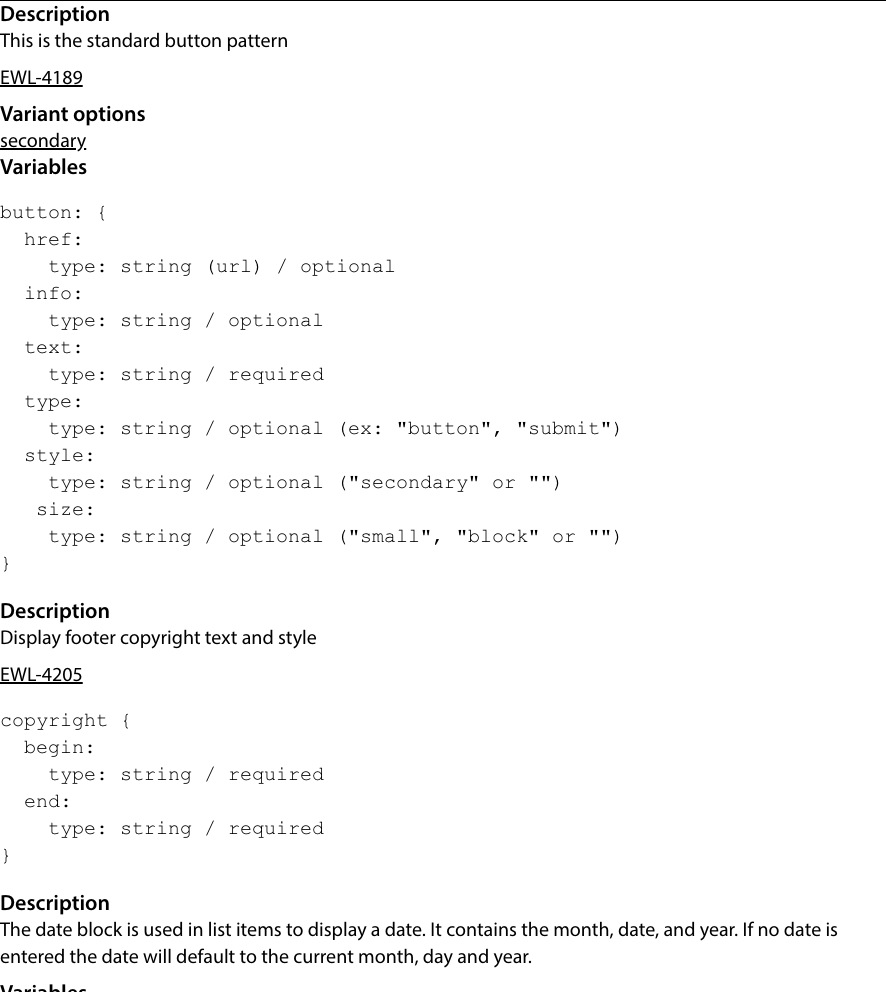 Description
This is the standard button pattern
EWL-4189
Variant options
secondary
Variables
button: {
  href:
    type: string (url) / optional
  info:
    type: string / optional
  text:
    type: string / required
  type:
    type: string / optional (ex: "button", "submit")
  style:
    type: string / optional ("secondary" or "")
   size:
    type: string / optional ("small", "block" or "")
}
Description
Display footer copyright text and style
EWL-4205
copyright {
  begin:
    type: string / required
  end:
    type: string / required
}
Description
The date block is used in list items to display a date. It contains the month, date, and year. If no date is
entered the date will default to the current month, day and year.
Variables